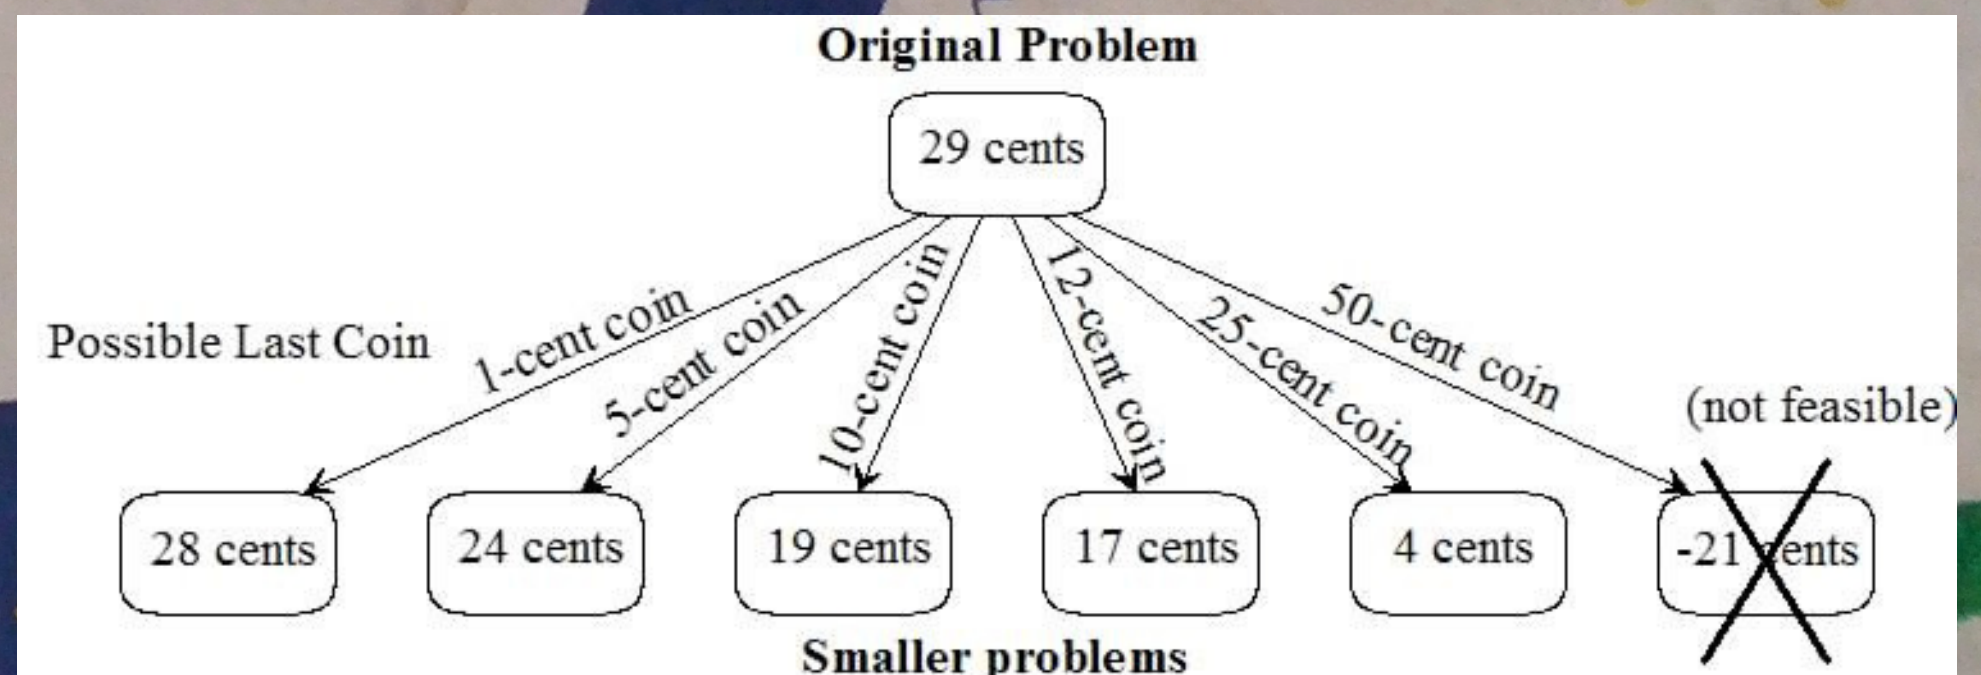 Original Problem
29 cents
Possible Last Coin
1-cent coin
5-cent coin
10-cent coin
12-cent coin
25-cent coin
50-cent coin
(not feasible)
28 cents
24 cents
19 cents
17 cents
4 cents
-21 cents
Smaller problems